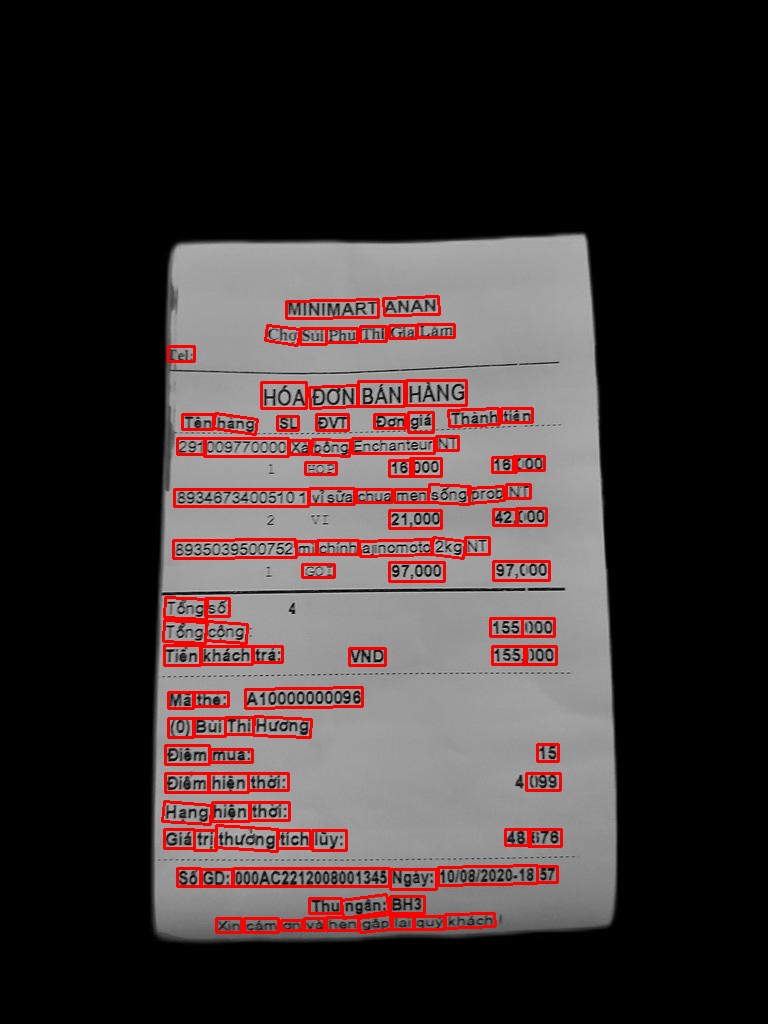 MINIMART ANAN
Chợ Sủi Phú Thị Gia Lâm
Tel:
HÓA ĐƠN BÁN HÀNG
Tên hàng SL ĐVT Đơn giá Thành tiền
291009770000 Xà bông Enchanteur NT
1 HOP 16,000 16,000
8934673400510 1 vỉ sữa chua men sống prob NT
2 VI 21,000 42,000
8935039500752 mì chính ajinomoto 2kg NT
1 GOI 97,000 97,000
Tổng số 4
Tổng cộng: 155,000
Tiền khách trả: VND 155,000
Mã thẻ: A10000000096
(0) Bùi Thị Hương
Điểm mua: 15
Điểm hiện thời: 4,099
Hạng hiện thời:
Giá trị thưởng tích lũy: 48,676
Số GD: 000AC2212008001345 Ngày: 10/08/2020-18:57
Thu ngân: BH3
Xin cảm ơn và hẹn gặp lại quý khách !